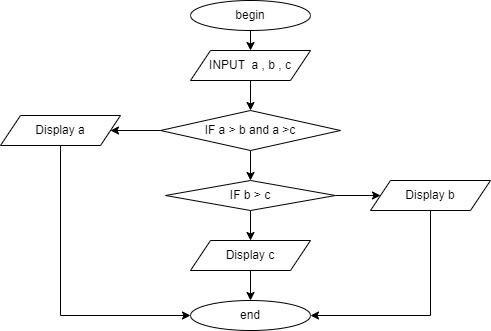 begin
INPUT a , b , c
IF a > b and a >c
Display a
IF b > c
Display b
Display c
end